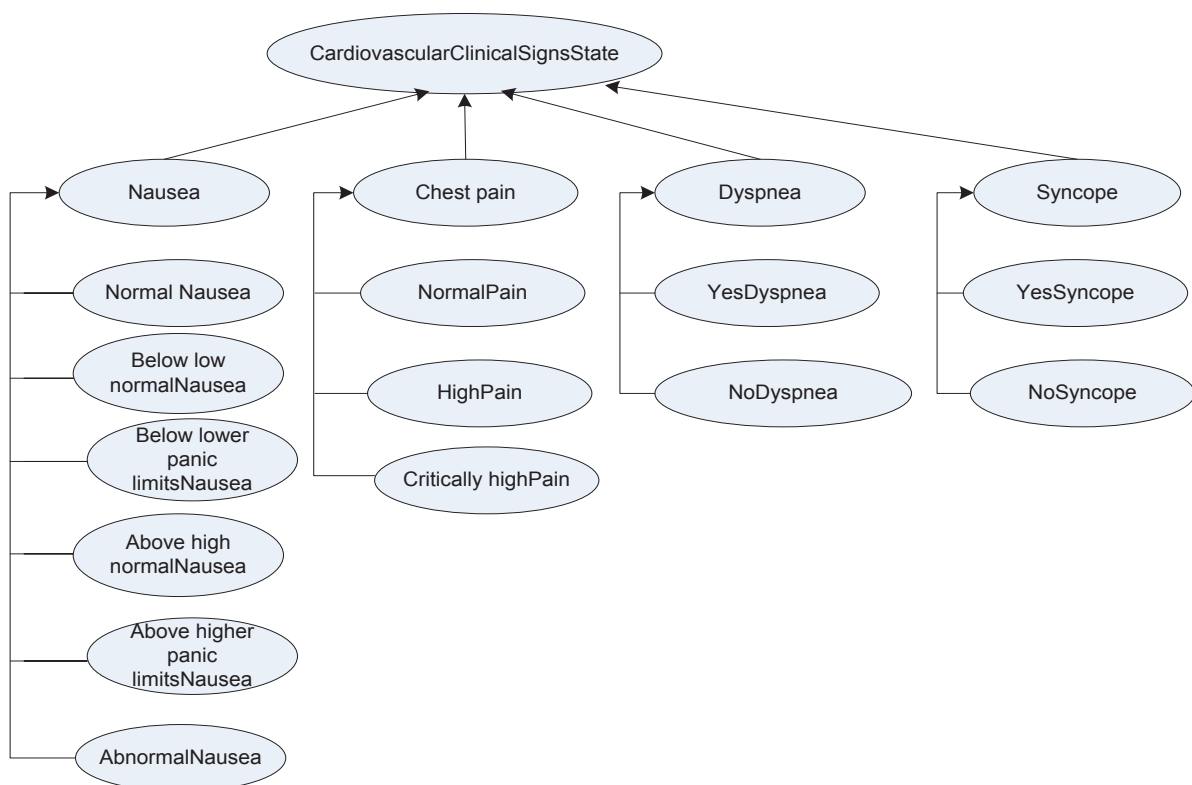 CardiovascularClinicalSignsState
Nausea
Chest pain
Dyspnea
Syncope
Normal Nausea
NormalPain
YesDyspnea
YesSyncope
Below low
normalNausea
HighPain
NoDyspnea
NoSyncope
Below lower
panic
limitsNausea
Critically highPain
Above high
normalNausea
Above higher
panic
limitsNausea
AbnormalNausea